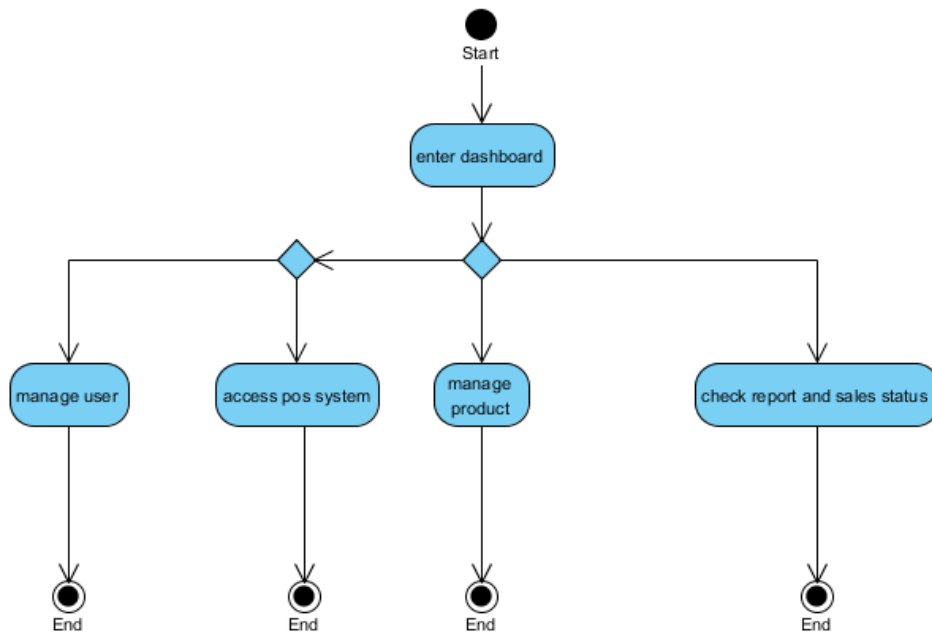 Start
enter dashboard
manage user
access pos system
manage
product
check report and sales status
End
End
End
End